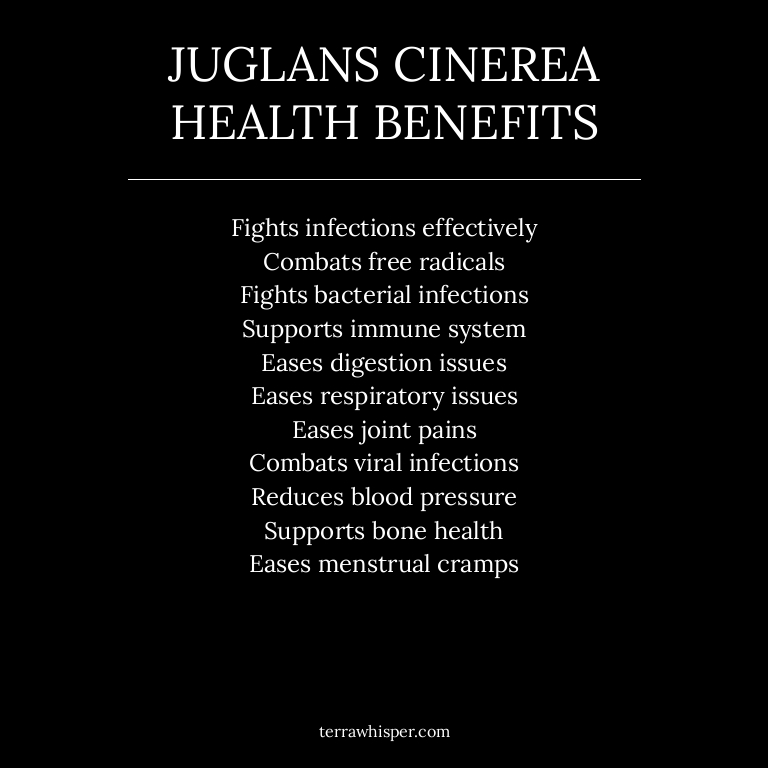 JUGLANS CINEREA
HEALTH BENEFITS
Fights infections effectively
Combats free radicals
Fights bacterial infections
Supports immune system
Eases digestion issues
Eases respiratory issues
Eases joint pains
Combats viral infections
Reduces blood pressure
Supports bone health
Eases menstrual cramps
terrawhisper.com